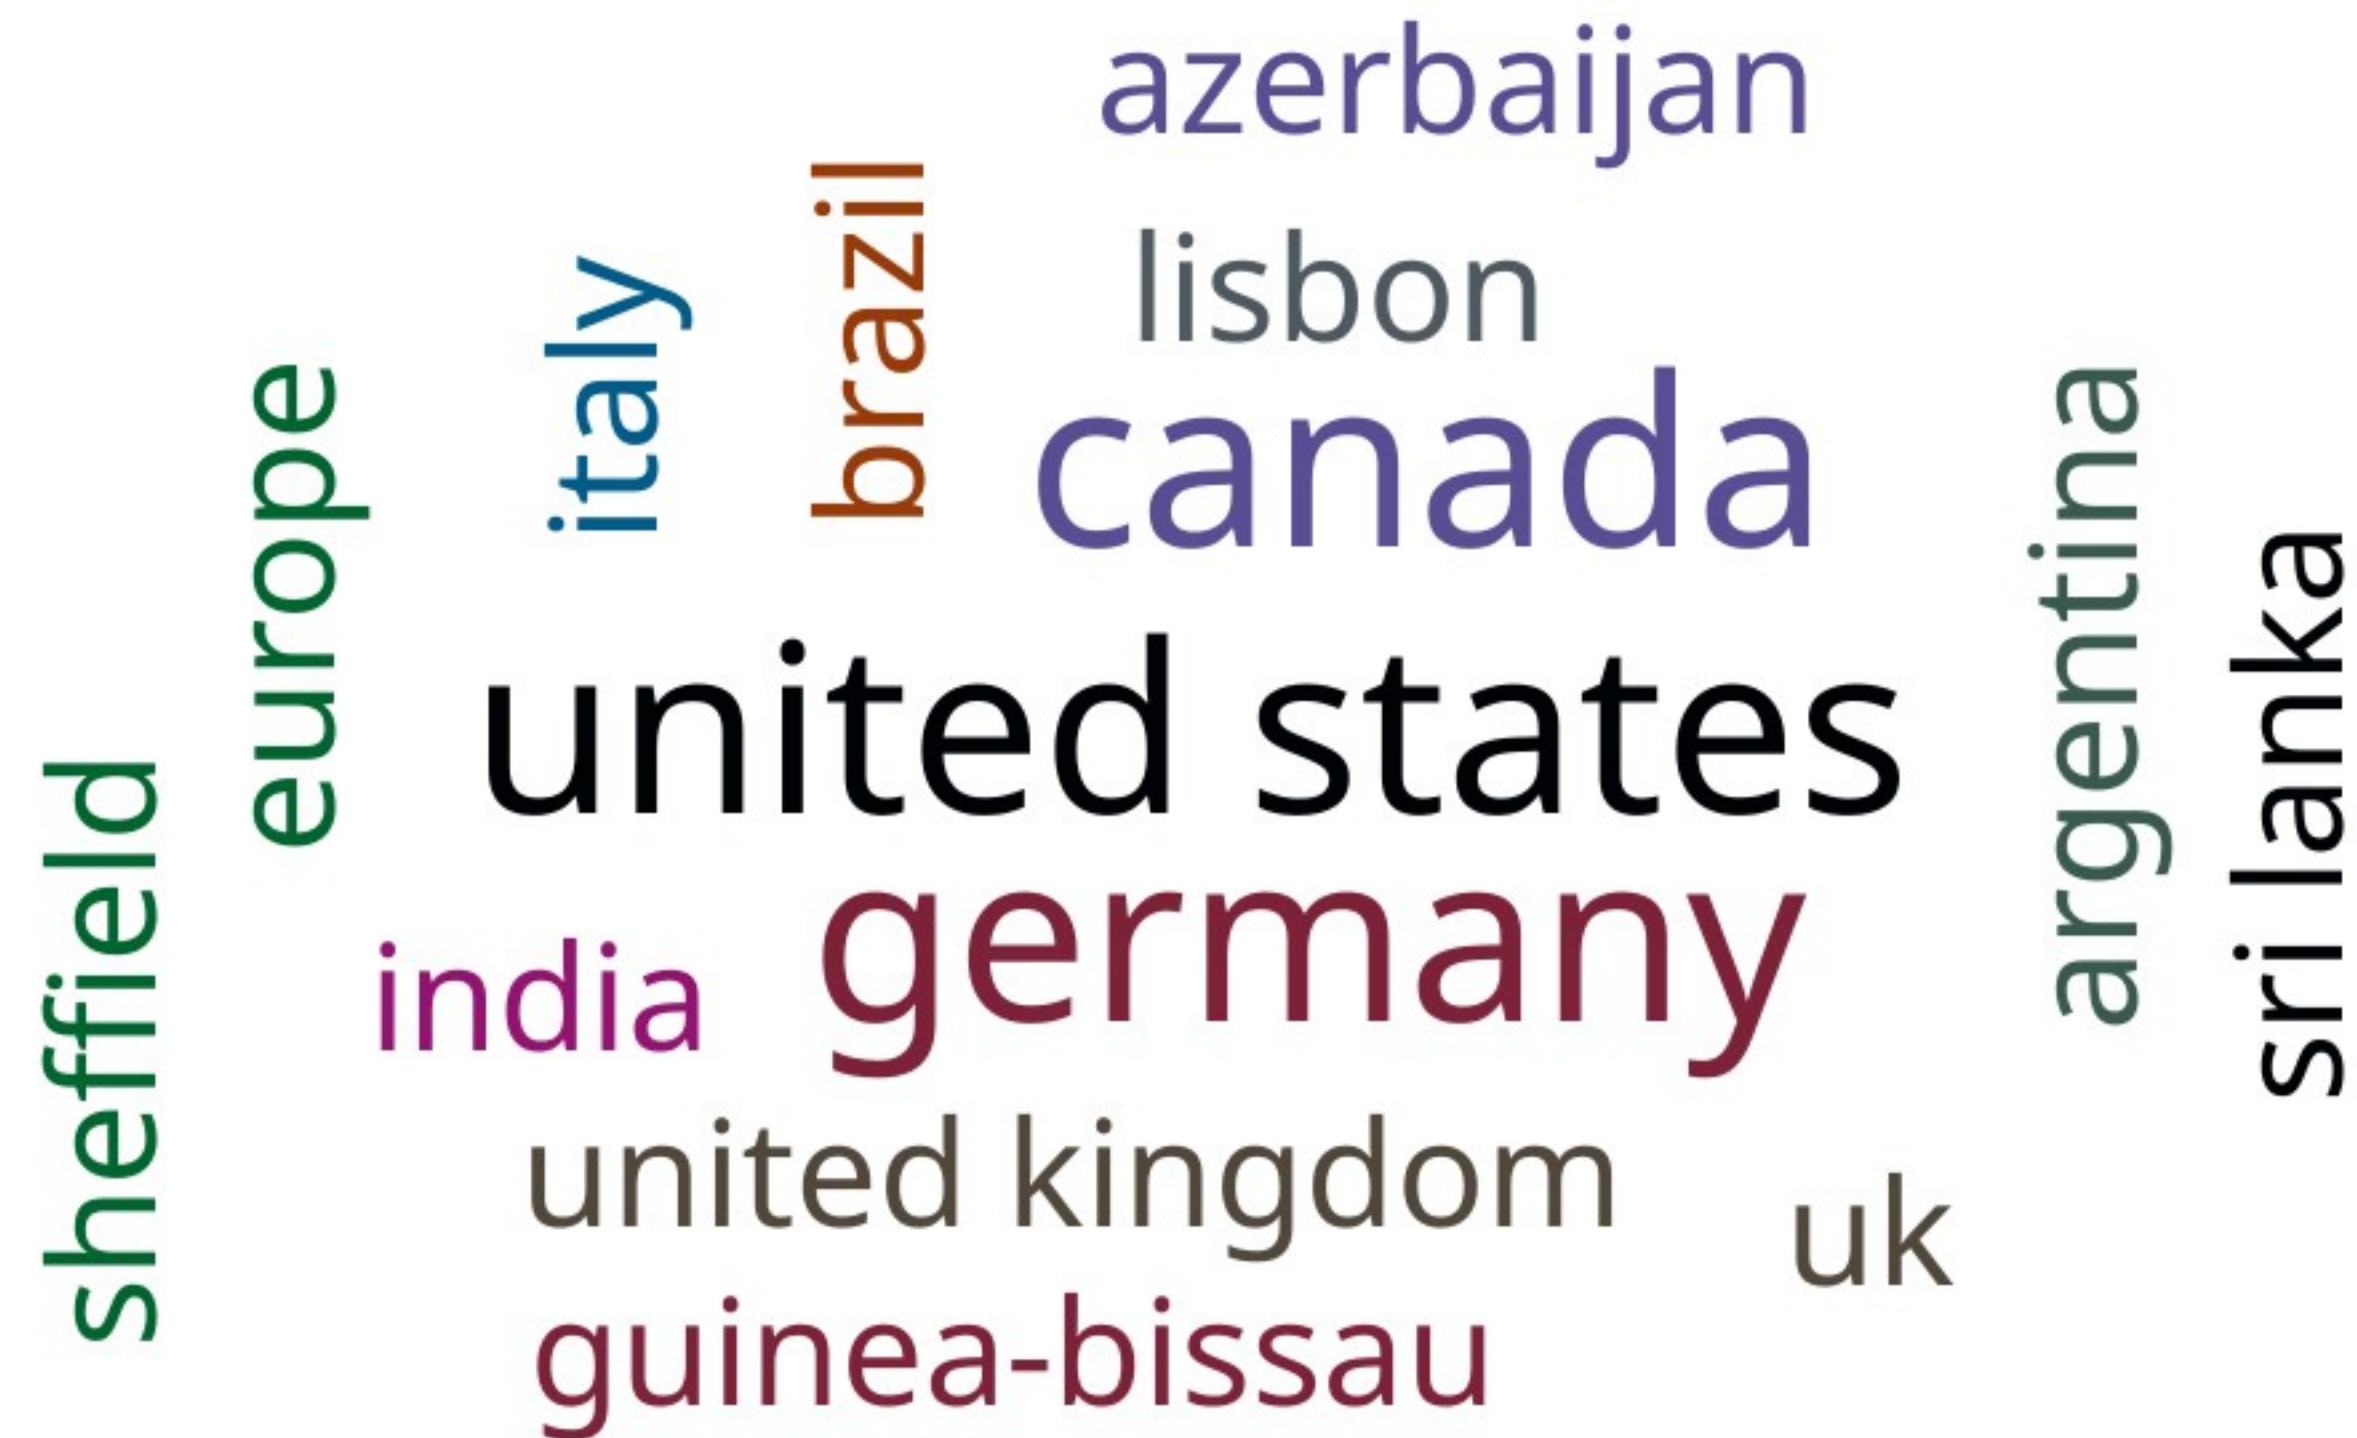 azerbaijan
brazil
lisbon
italy
canada
europe
argentina
sri lanka
united states
sheffield
germany
india
united kingdom
uk
guinea-bissau